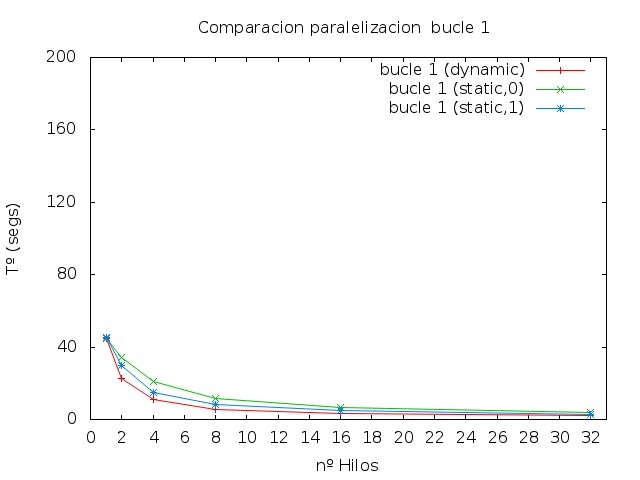 Comparacion paralelizacion bucle 1
bucle 1 (dynamic)
bucle 1 (static,0)
bucle 1 (static,1)
200
160
120
80
40
0
Tº (segs)
0 2 4 6 8 10 12 14 16 18 20 22 24 26 28 30 32
nº Hilos